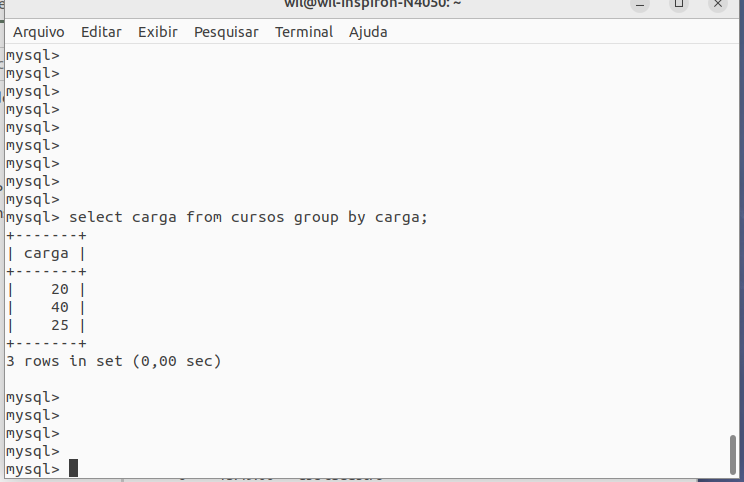 wil@wil-Inspiron-N4050: ~
Arquivo Editar Exibir Pesquisar Terminal Ajuda
mysql>
mysql>
mysql>
mysql>
mysql>
mysql>
mysql>
mysql>
mysql>
mysql> select carga from cursos group by carga;
+-------+
| carga |
+-------+
|    20 |
|    40 |
|    25 |
+-------+
3 rows in set (0,00 sec)
mysql>
mysql>
mysql>
mysql>
mysql>